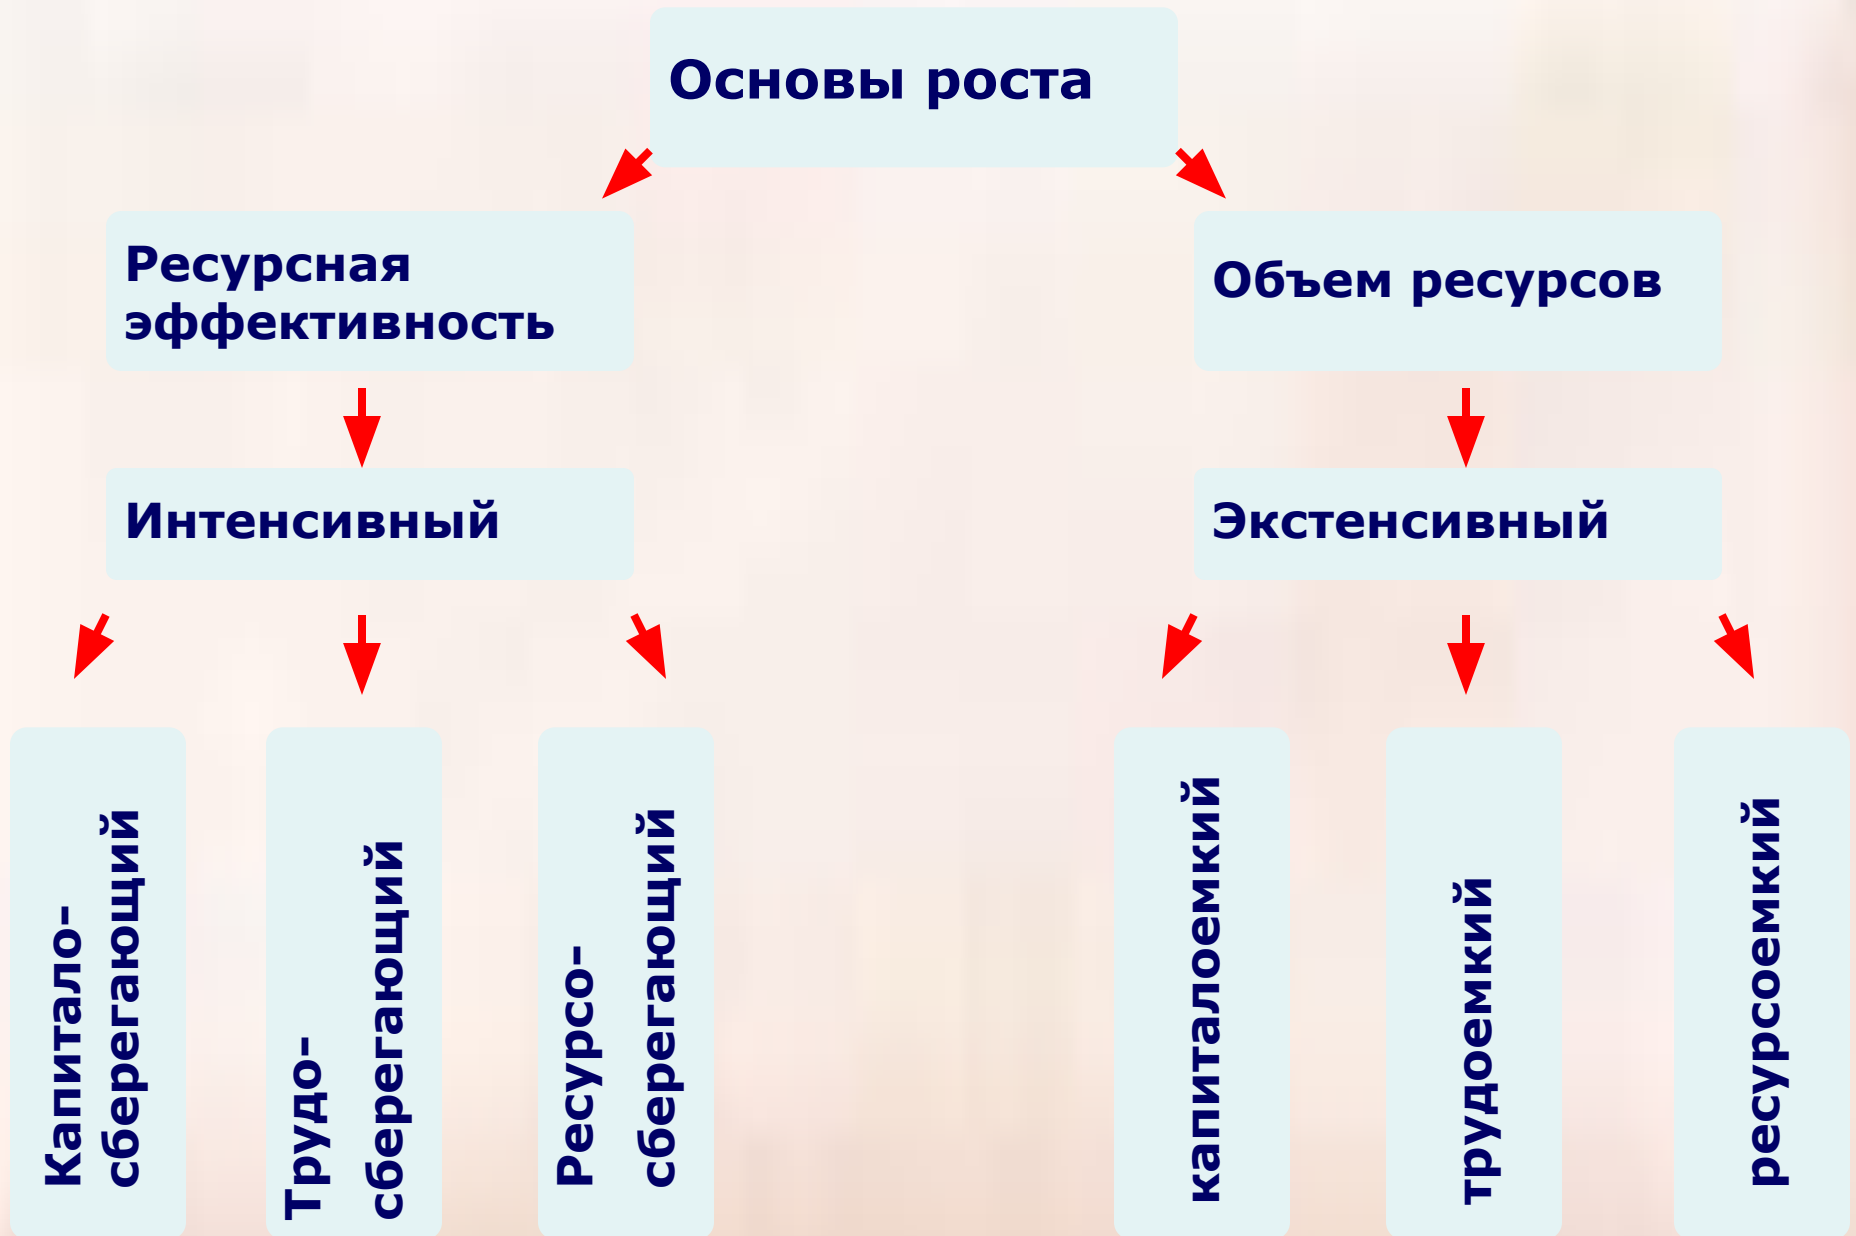 Основы роста
Ресурсная
эффективность
Объем ресурсов
Интенсивный
Экстенсивный
Капитало-
сберегающий
Трудо-
сберегающий
Ресурсо-
сберегающий
капиталоемкий
трудоемкий
ресурсоемкий